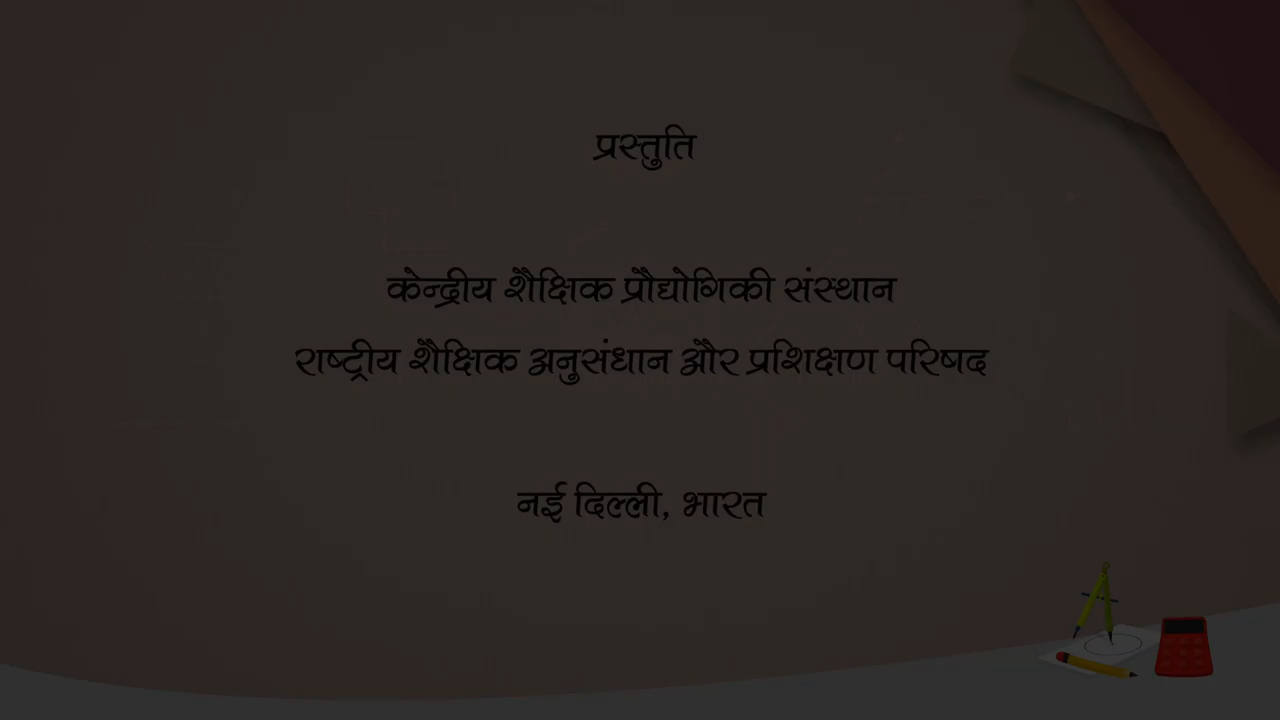 प्रस्तुति
केन्द्रीय शैक्षिक प्रौद्योगिकी संस्थान
राष्ट्रीय शैक्षिक अनुसंधान और प्रशिक्षण परिषद
नई दिल्ली, भारत